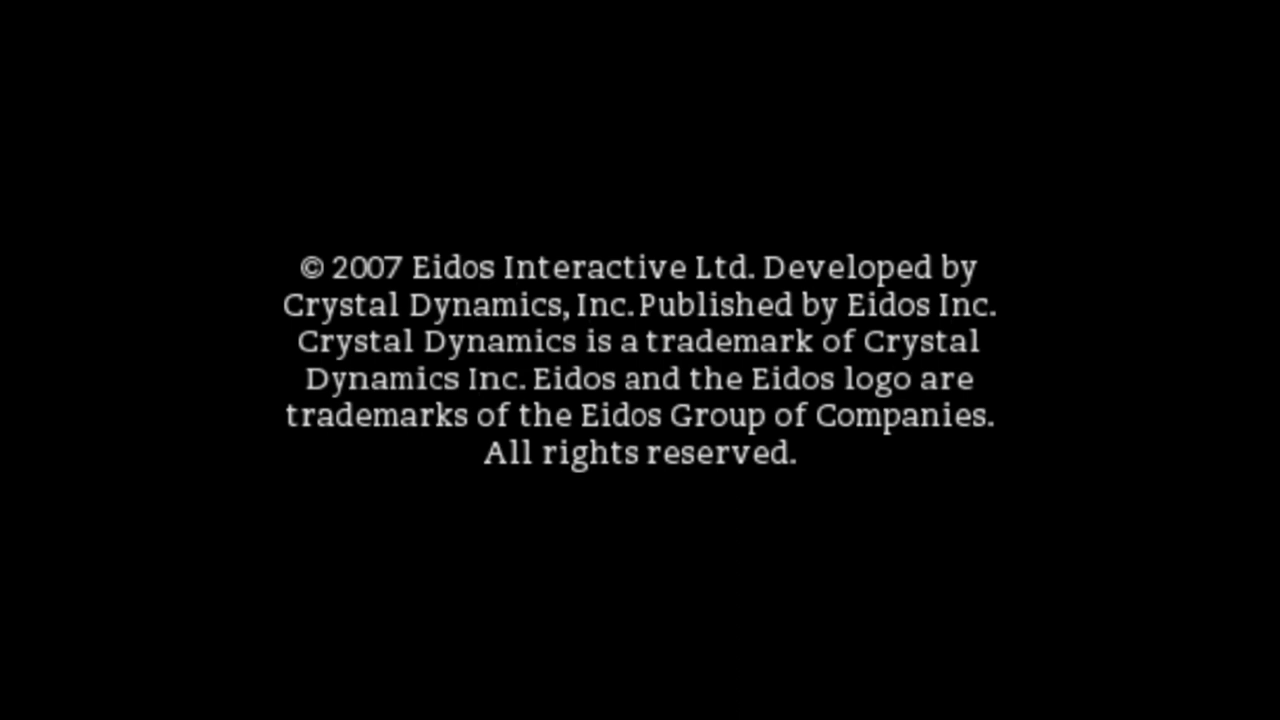 © 2007 Eidos Interactive Ltd. Developed by
Crystal Dynamics, Inc. Published by Eidos Inc.
Crystal Dynamics is a trademark of Crystal
Dynamics Inc. Eidos and the Eidos logo are
trademarks of the Eidos Group of Companies.
All rights reserved.